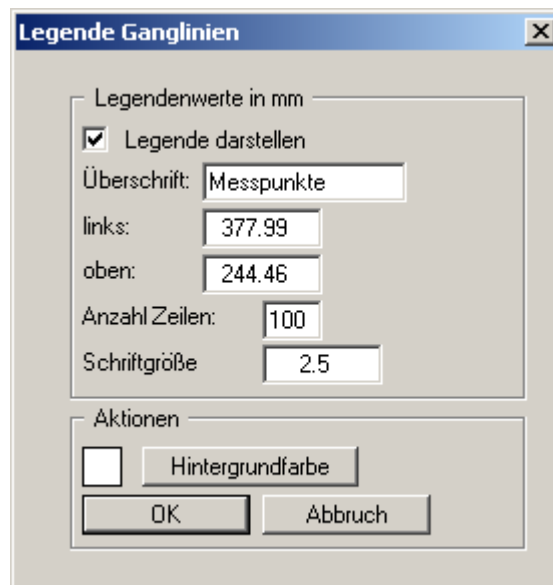 Legende Ganglinien
Legendenwerte in mm
Legende darstellen
Überschrift: Messpunkte
links: 377.99
oben: 244.46
Anzahl Zeilen: 100
Schriftgröße 2.5
Aktionen
Hintergrundfarbe
OK Abbruch